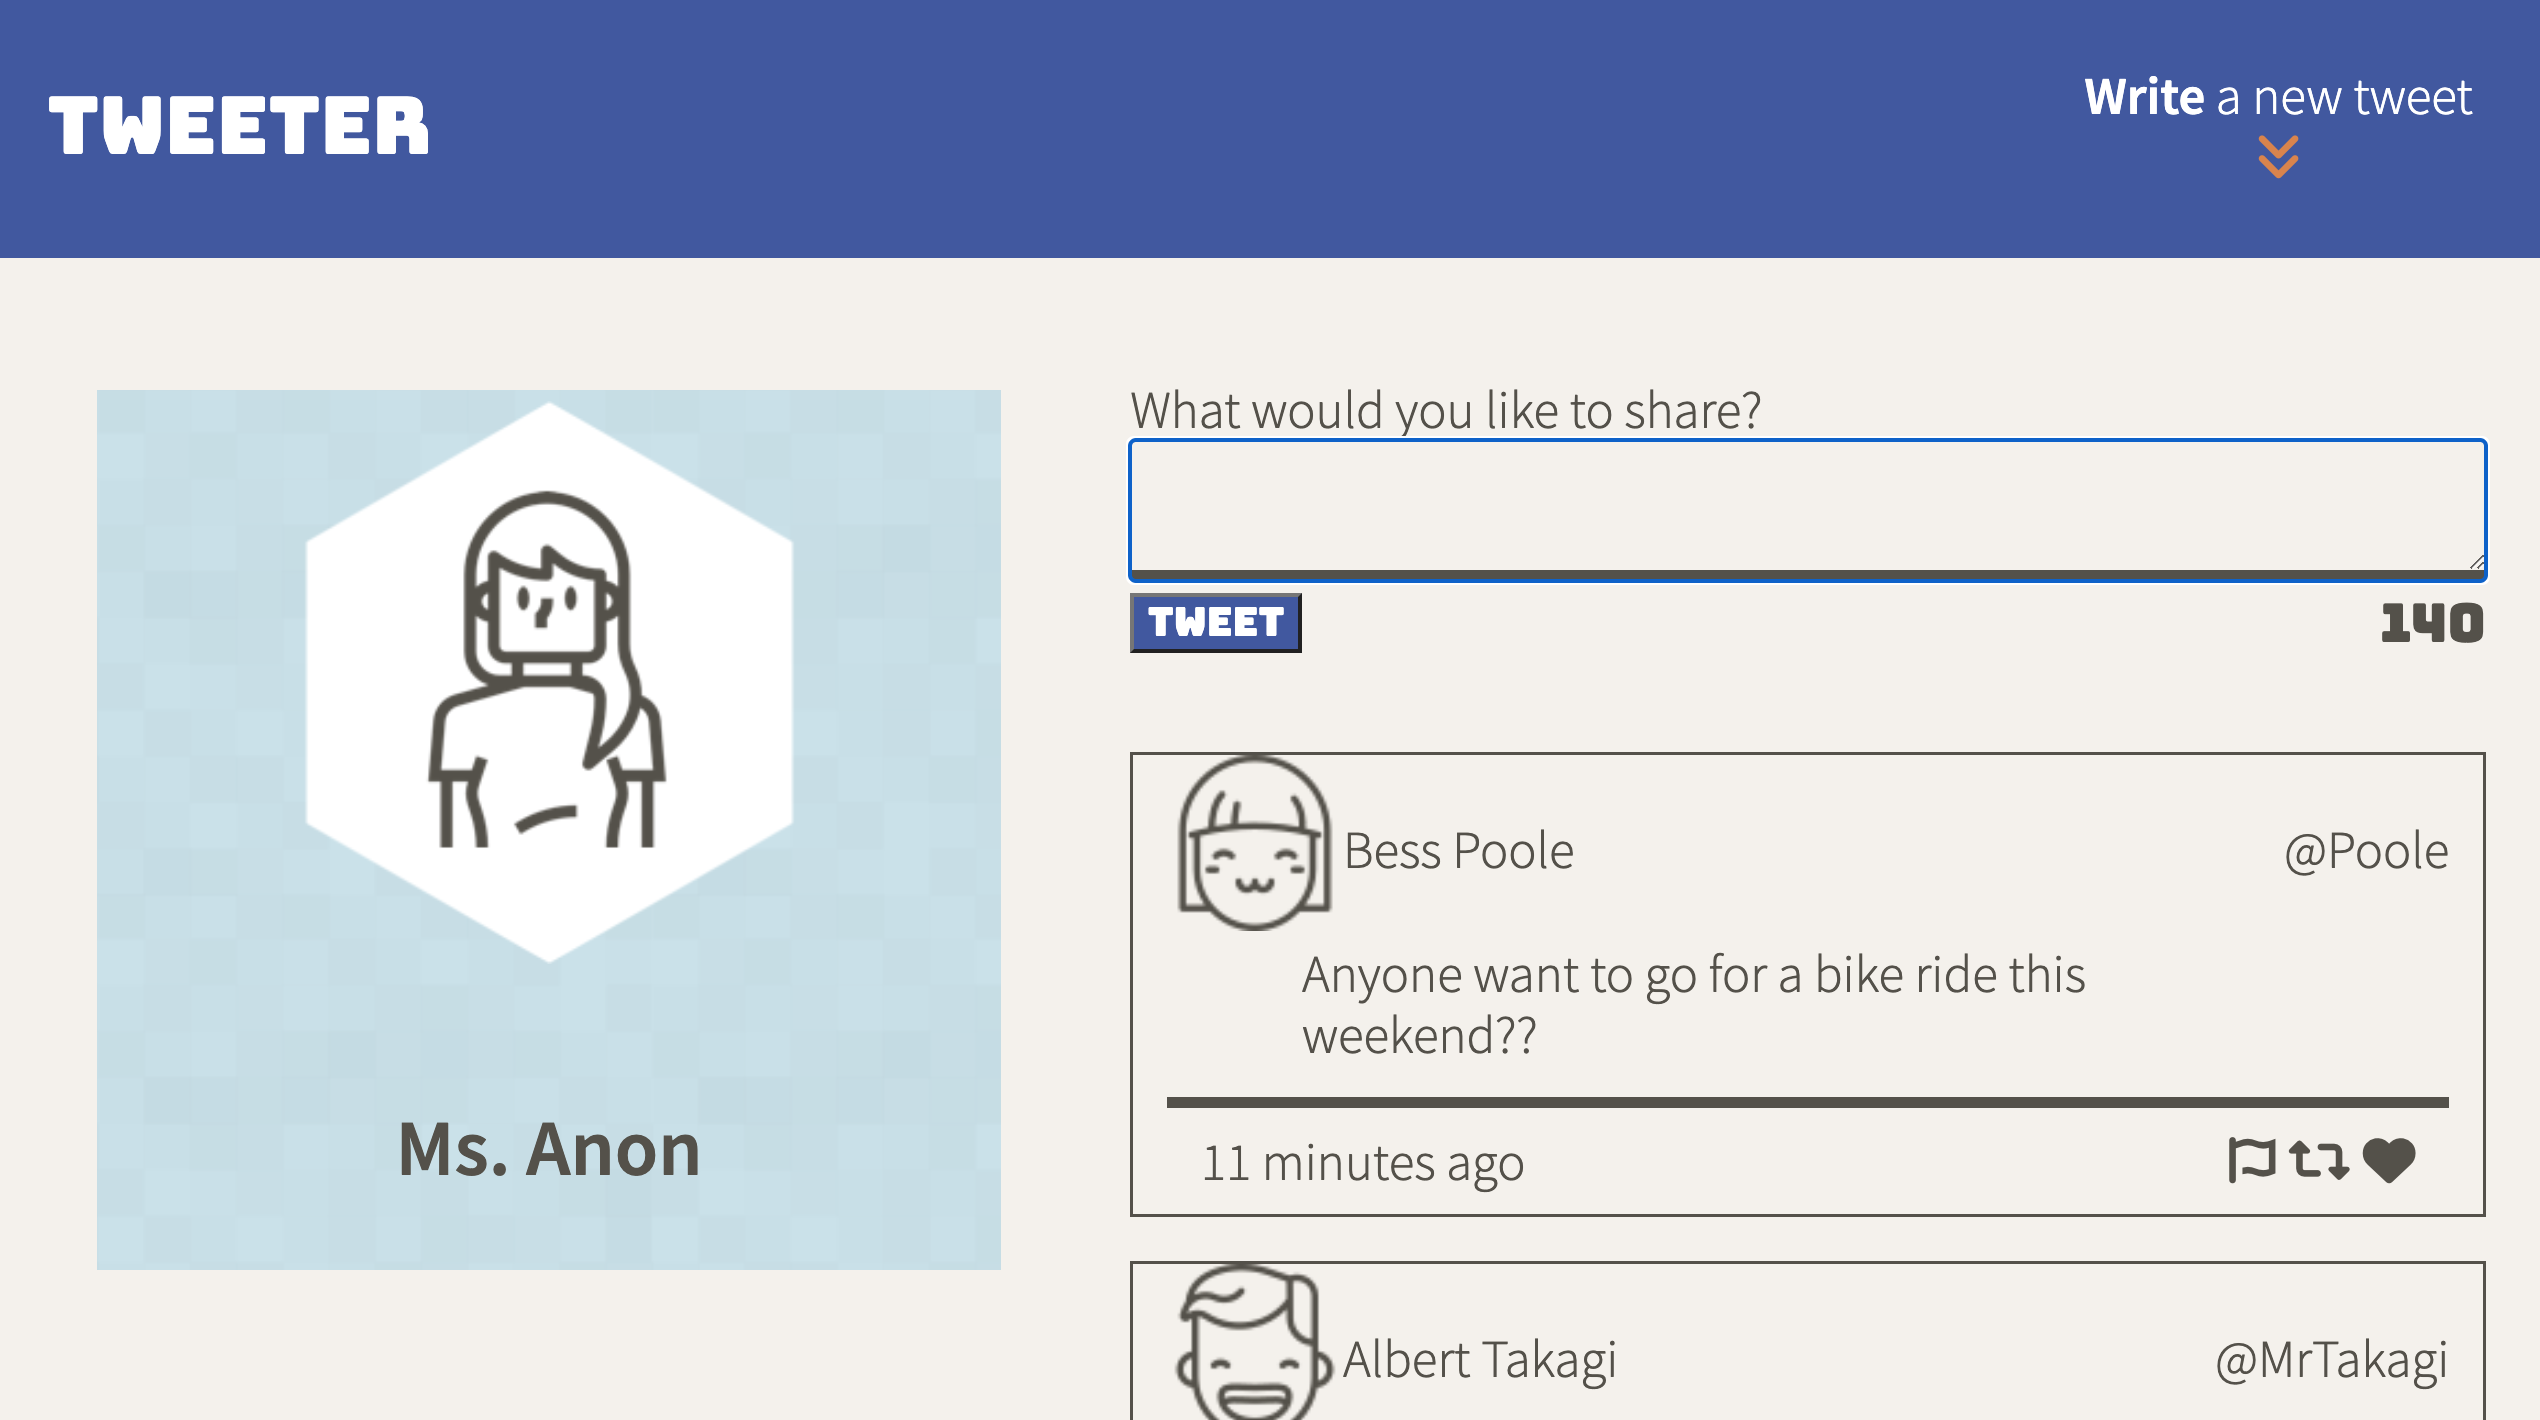 TWEETER
Write a new tweet
What would you like to share?
TWEET
140
Bess Poole
@Poole
Anyone want to go for a bike ride this
weekend??
11 minutes ago
Ms. Anon
Albert Takagi
@MrTakagi